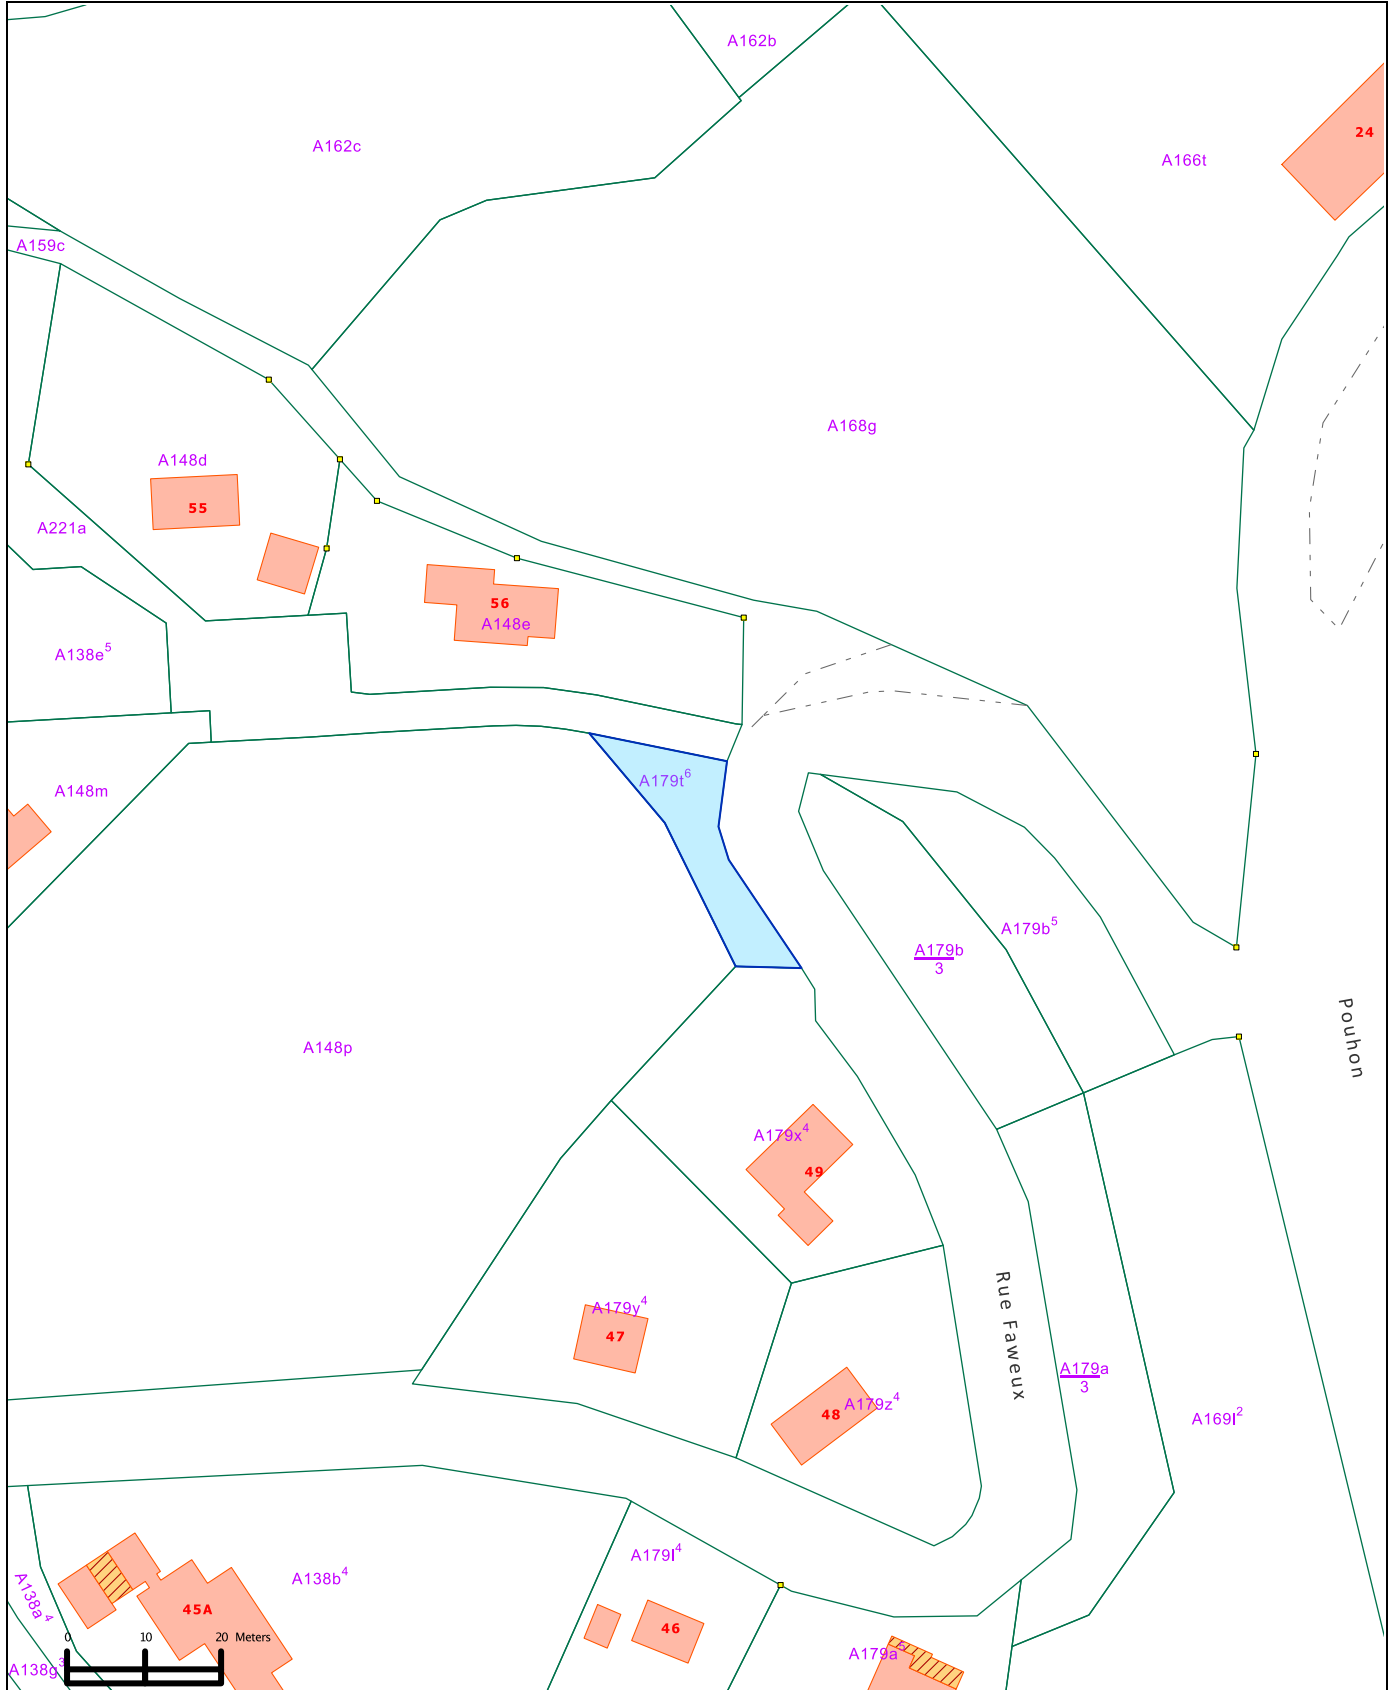 A162b
24
A162c
A166t
A159c
A168g
A148d
55
A221a
56
A148e
A138e⁵
A179t⁶
A148m
A179b⁵
A179b
3
Pouhon
A148p
A179x⁴
49
Rue Faweux
A179y⁴
47
A179a
3
A179z⁴
48
A169l²
A179l⁴
A138b⁴
A138a⁴
45A
46
0 10 20 Meters
A179a⁵
A138g³